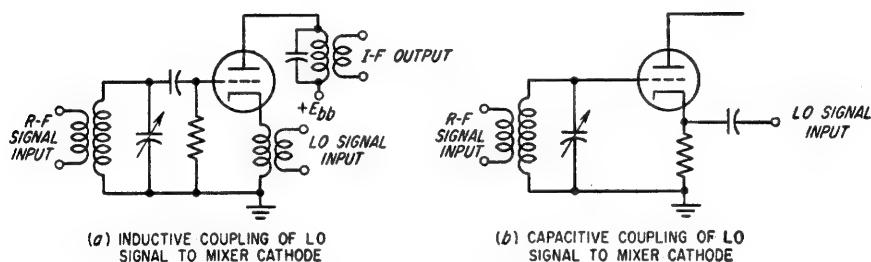 R-F
SIGNAL
INPUT
I-F OUTPUT
+Ebb
LO SIGNAL
INPUT
(a) INDUCTIVE COUPLING OF LO
SIGNAL TO MIXER CATHODE
R-F
SIGNAL
INPUT
LO SIGNAL
INPUT
(b) CAPACITIVE COUPLING OF LO
SIGNAL TO MIXER CATHODE